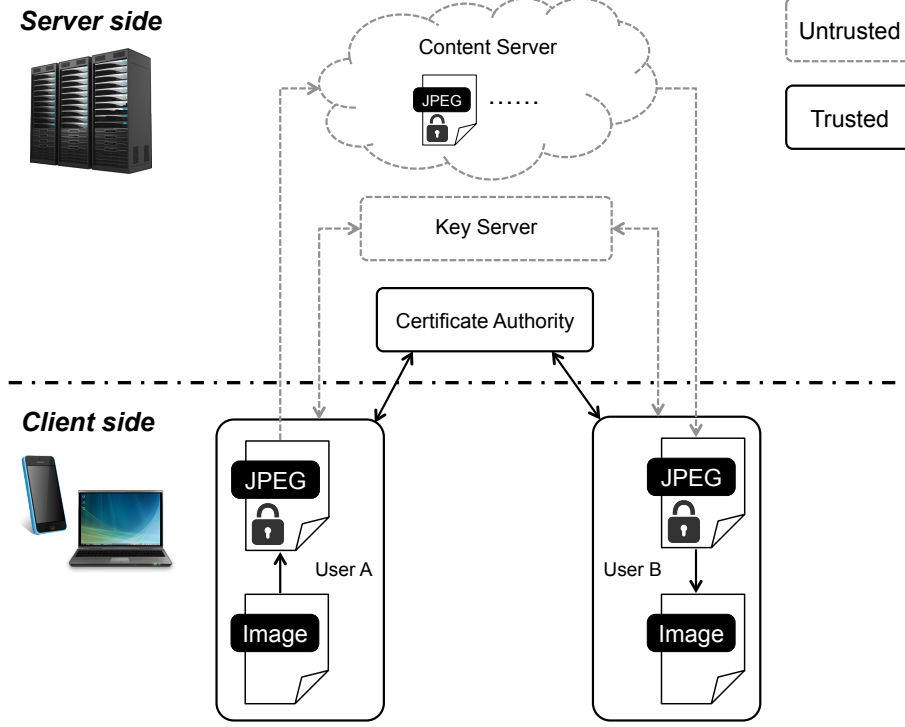 Server side
Content Server
Untrusted
JPEG ......
Trusted
Key Server
Certificate Authority
Client side
JPEG
JPEG
User A
User B
Image
Image